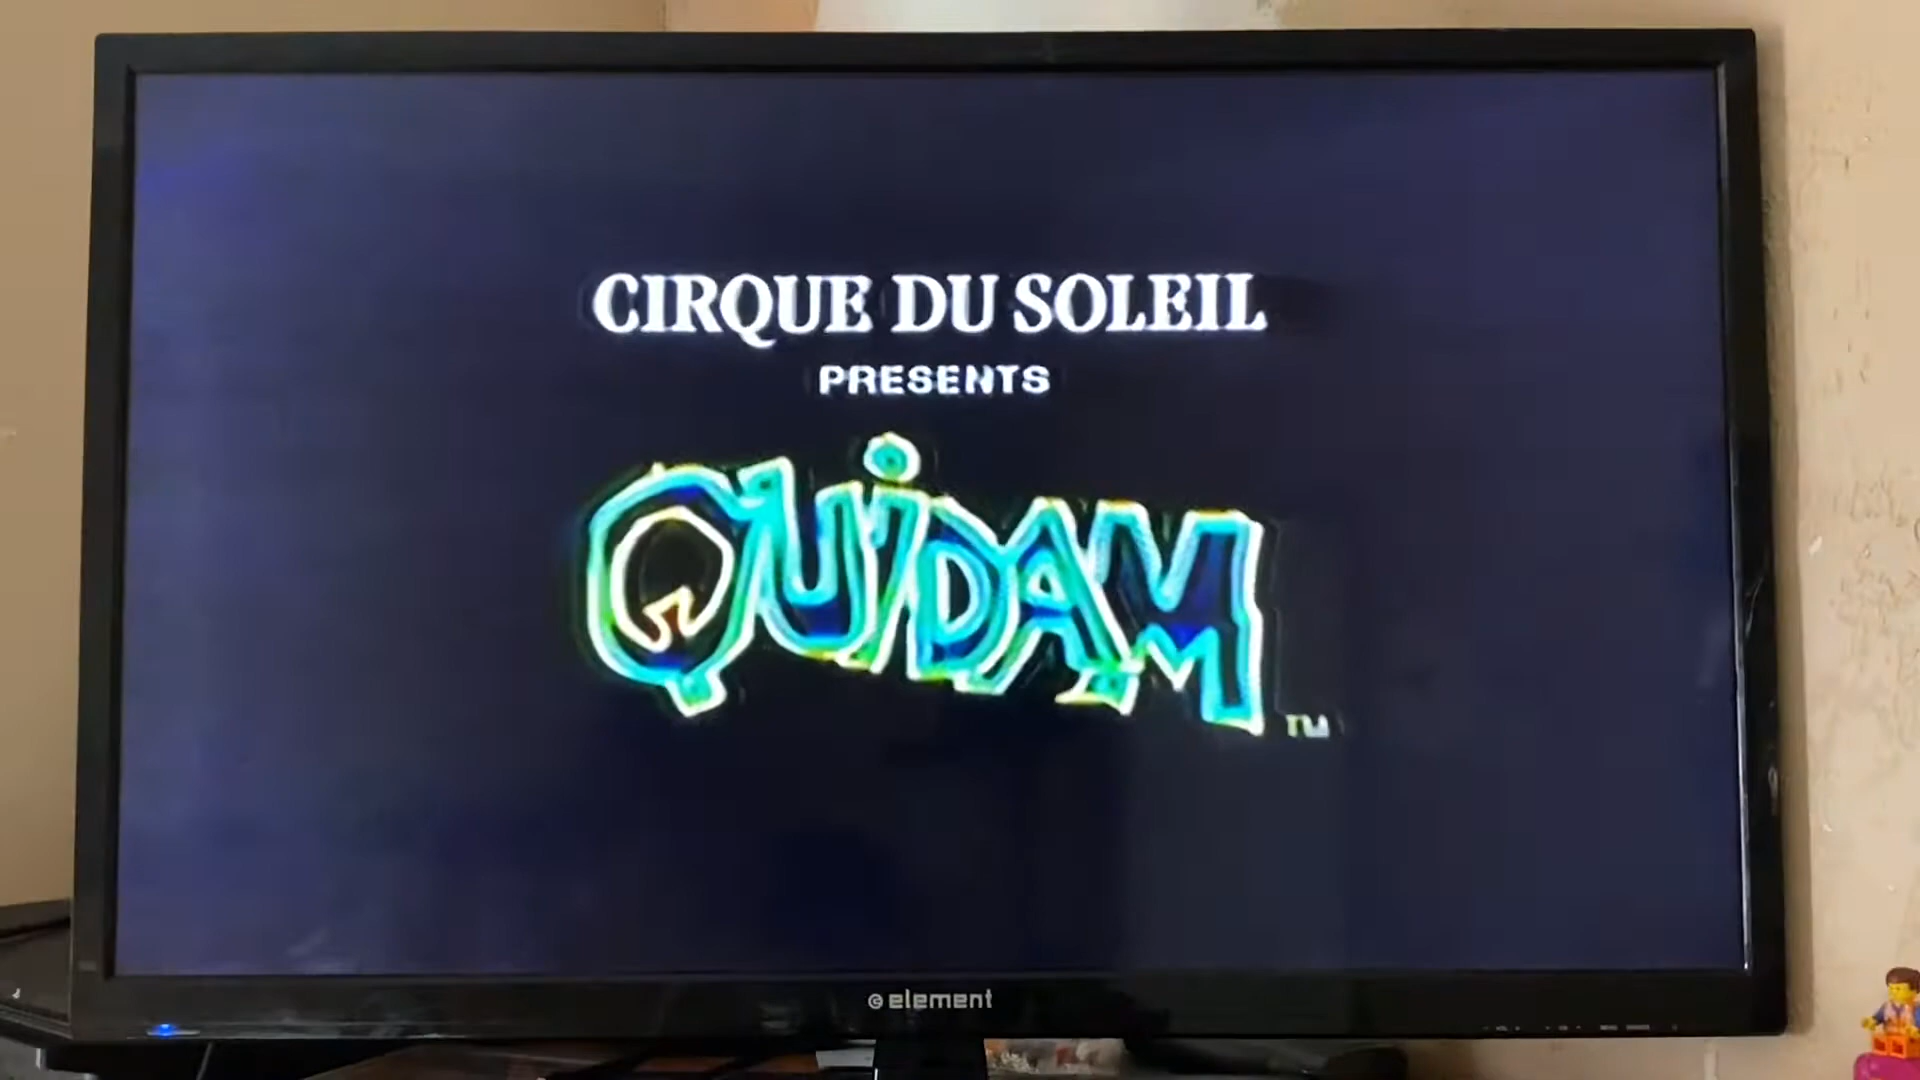 CIRQUE DU SOLEIL
PRESENTS
QUiDAM
TM
element